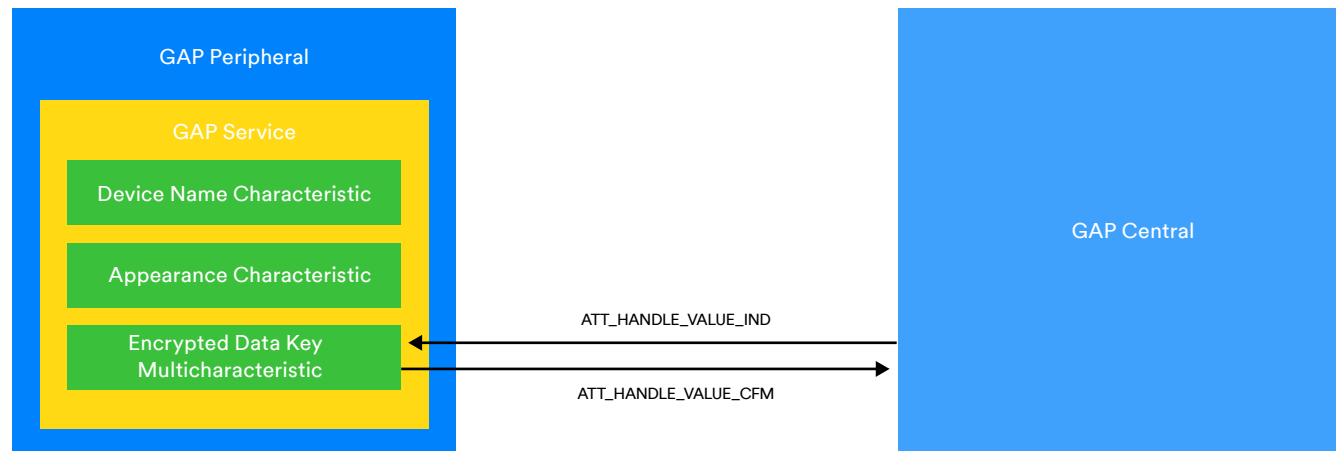 GAP Peripheral
GAP Service
Device Name Characteristic
Appearance Characteristic
Encrypted Data Key
Multicharacteristic
ATT_HANDLE_VALUE_IND
ATT_HANDLE_VALUE_CFM
GAP Central